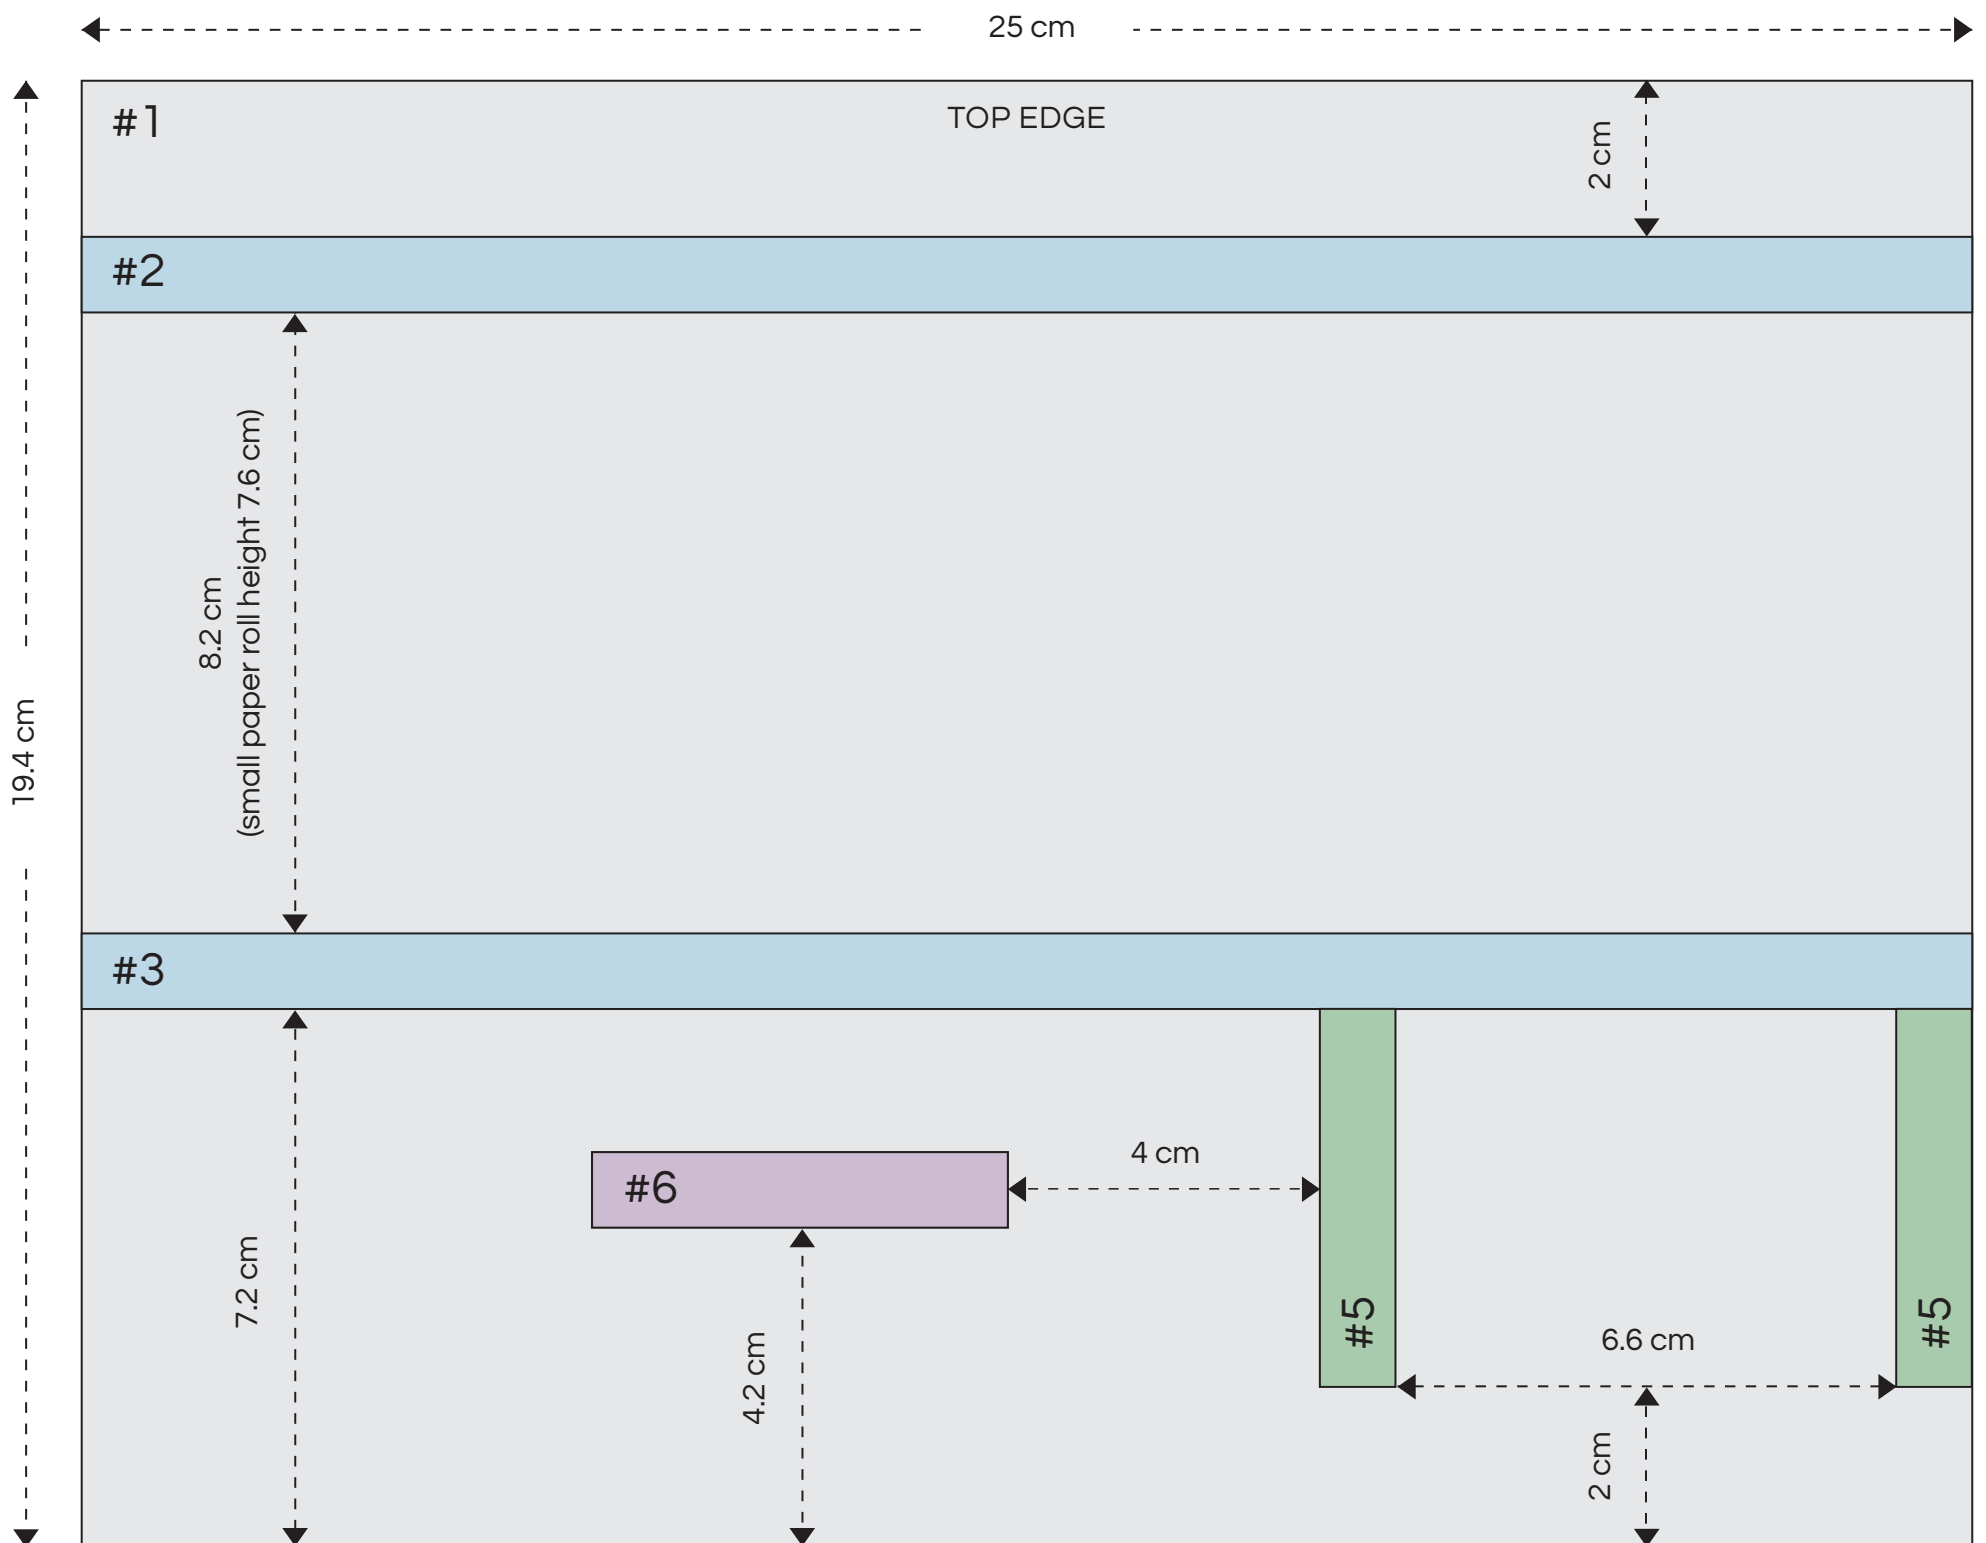 25 cm
#1
TOP EDGE
2 cm
#2
8.2 cm
(small paper roll height 7.6 cm)
19.4 cm
#3
#6
4 cm
7.2 cm
4.2 cm
#5
6.6 cm
#5
2 cm